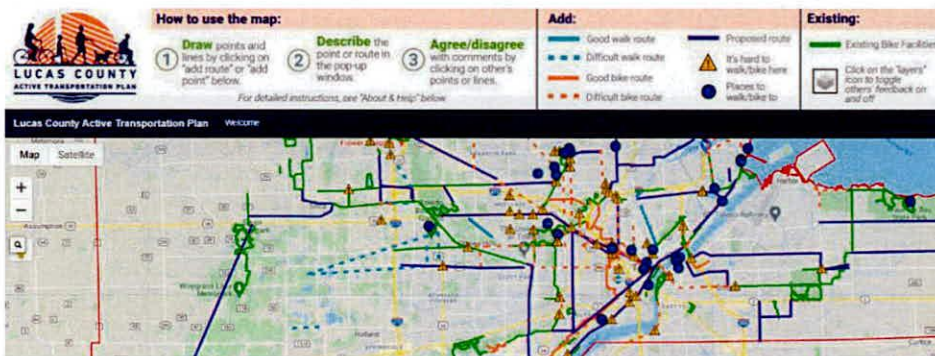 LUCAS COUNTY
ACTIVE TRANSPORTATION PLAN
How to use the map:
1 Draw points and
lines by clicking on
"add route" or "add
point" below.
2 Describe the
point or route in
the pop-up
window.
3 Agree/disagree
with comments by
clicking on other's
points or lines.
For detailed instructions, see "About & Help" below
Add:
Good walk route
Difficult walk route
Good bike route
Difficult bike route
Proposed route
It's hard to
walk/bike here
Places to
walk/bike to
Existing:
Existing Bike Facilities
Click on the "layers"
icon to toggle
others' feedback on
and off
Lucas County Active Transportation Plan Welcome
Map Satellite
+
−
Assumption
Harbor
Holland